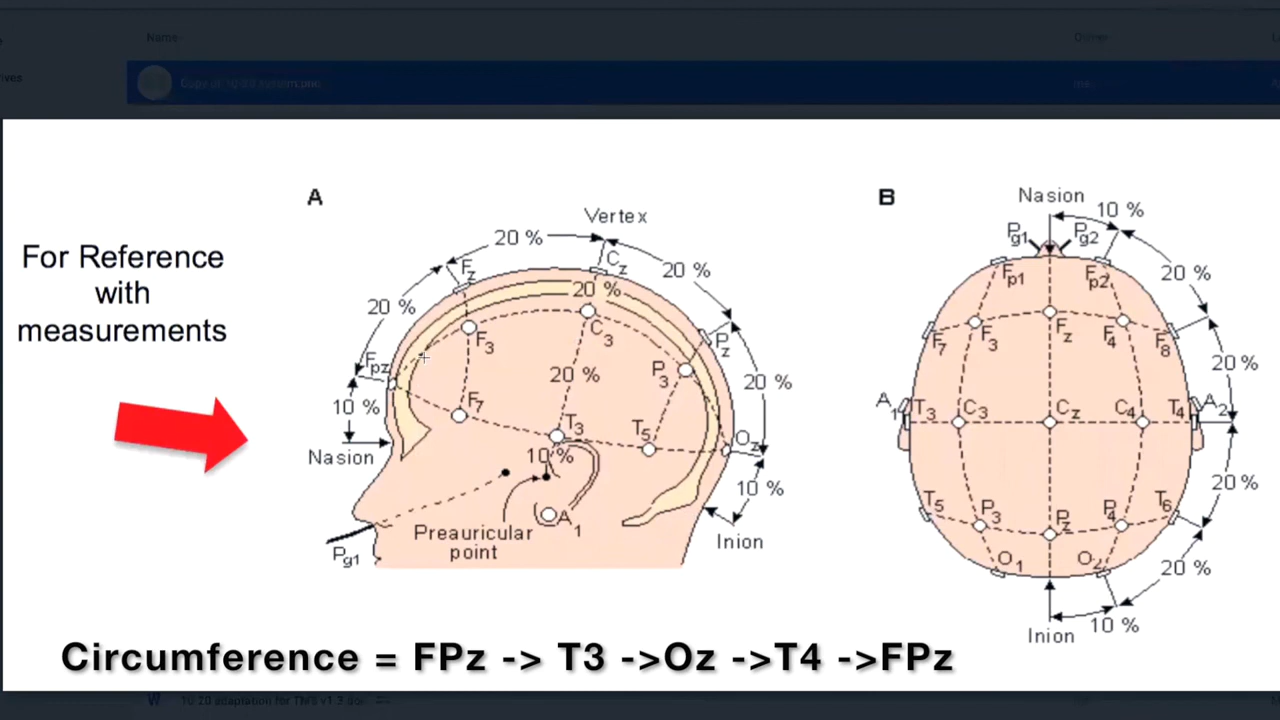 Name
Owner
For Reference
with
measurements
A
Vertex
20 %
Fz
Cz
20 %
20 %
20 %
F3
C3
Pz
Fpz
P3
20 %
20 %
10 %
F7
T3
T5
Oz
Nasion
10%
10 %
A1
Preauricular
point
Inion
Pg1
B
Nasion
10 %
Pg1
Pg2
Fp1
Fp2
20 %
F7
F3
Fz
F4
F8
20 %
A1
T3
C3
Cz
C4
T4
A2
20 %
T5
P3
Pz
P4
T6
O1
O2
20 %
10 %
Inion
Circumference = FPz -> T3 ->Oz ->T4 ->FPz